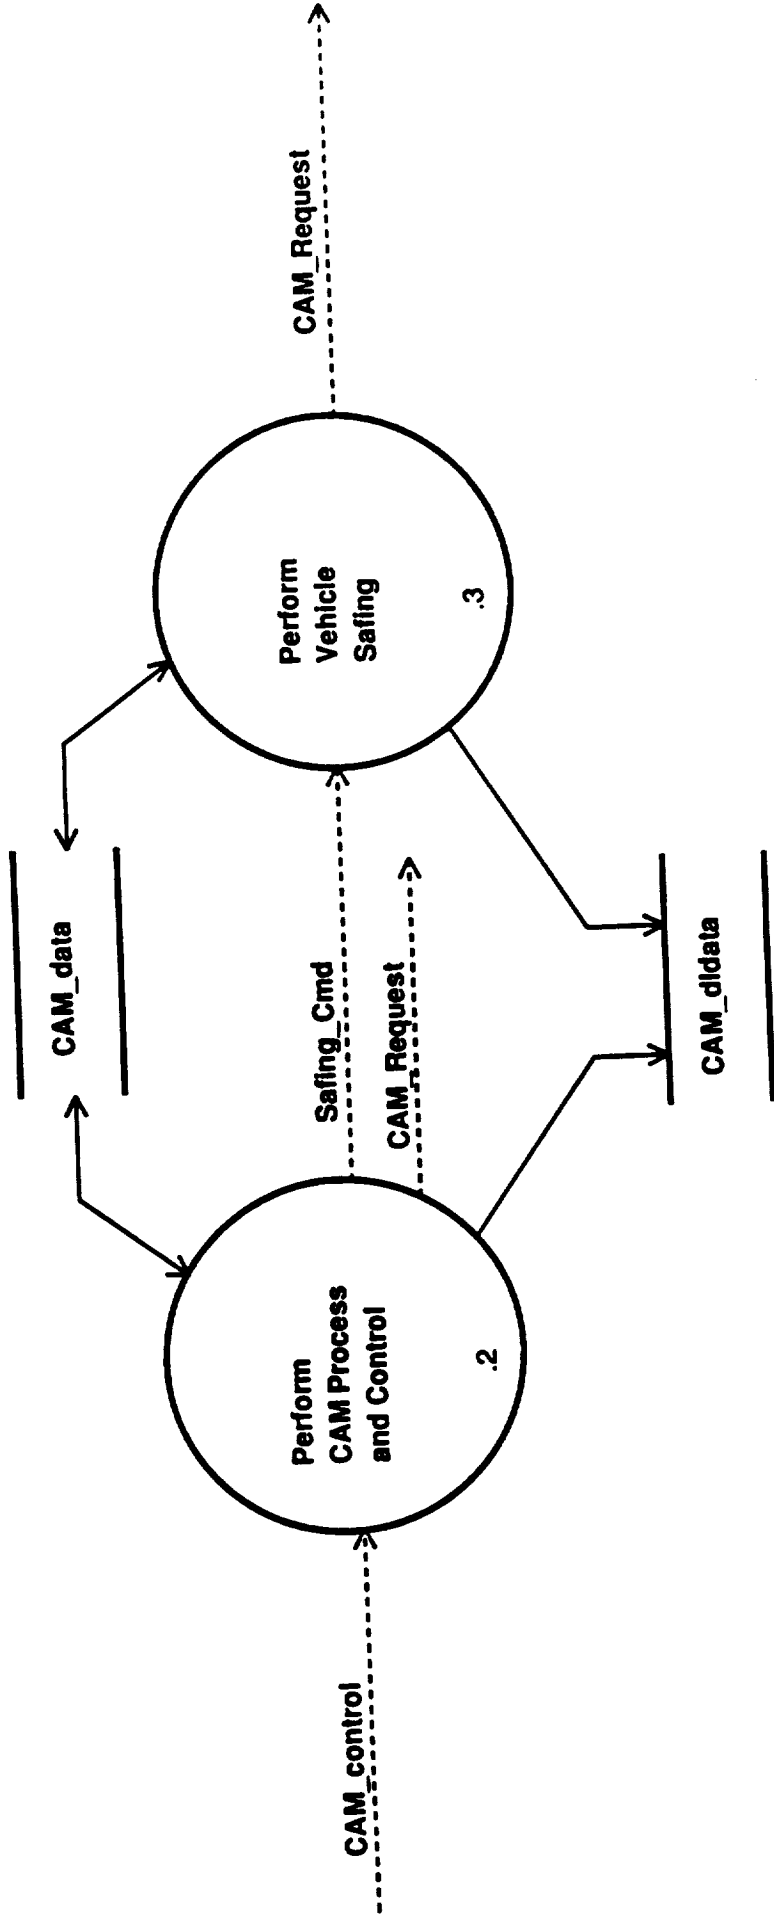 CAM_data
CAM_control
Perform
CAM Process
and Control
.2
Safing_Cmd
CAM_Request
Perform
Vehicle
Safing
.3
CAM_Request
CAM_dldata